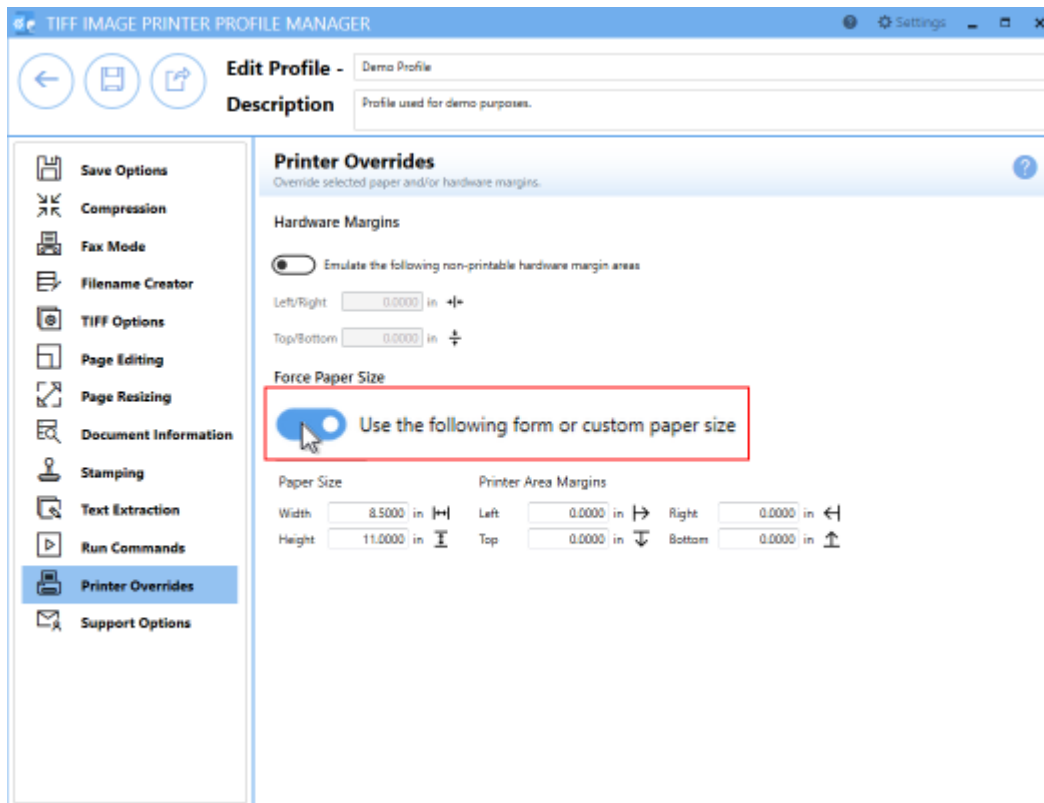 TIFF IMAGE PRINTER PROFILE MANAGER
Settings
Edit Profile - Demo Profile
Description Profile used for demo purposes.
Save Options
Compression
Fax Mode
Filename Creator
TIFF Options
Page Editing
Page Resizing
Document Information
Stamping
Text Extraction
Run Commands
Printer Overrides
Support Options
Printer Overrides
Override selected paper and/or hardware margins.
Hardware Margins
Emulate the following non-printable hardware margin areas
Left/Right 0.0000 in
Top/Bottom 0.0000 in
Force Paper Size
Use the following form or custom paper size
Paper Size Printer Area Margins
Width 8.5000 in Left 0.0000 in Right 0.0000 in
Height 11.0000 in Top 0.0000 in Bottom 0.0000 in